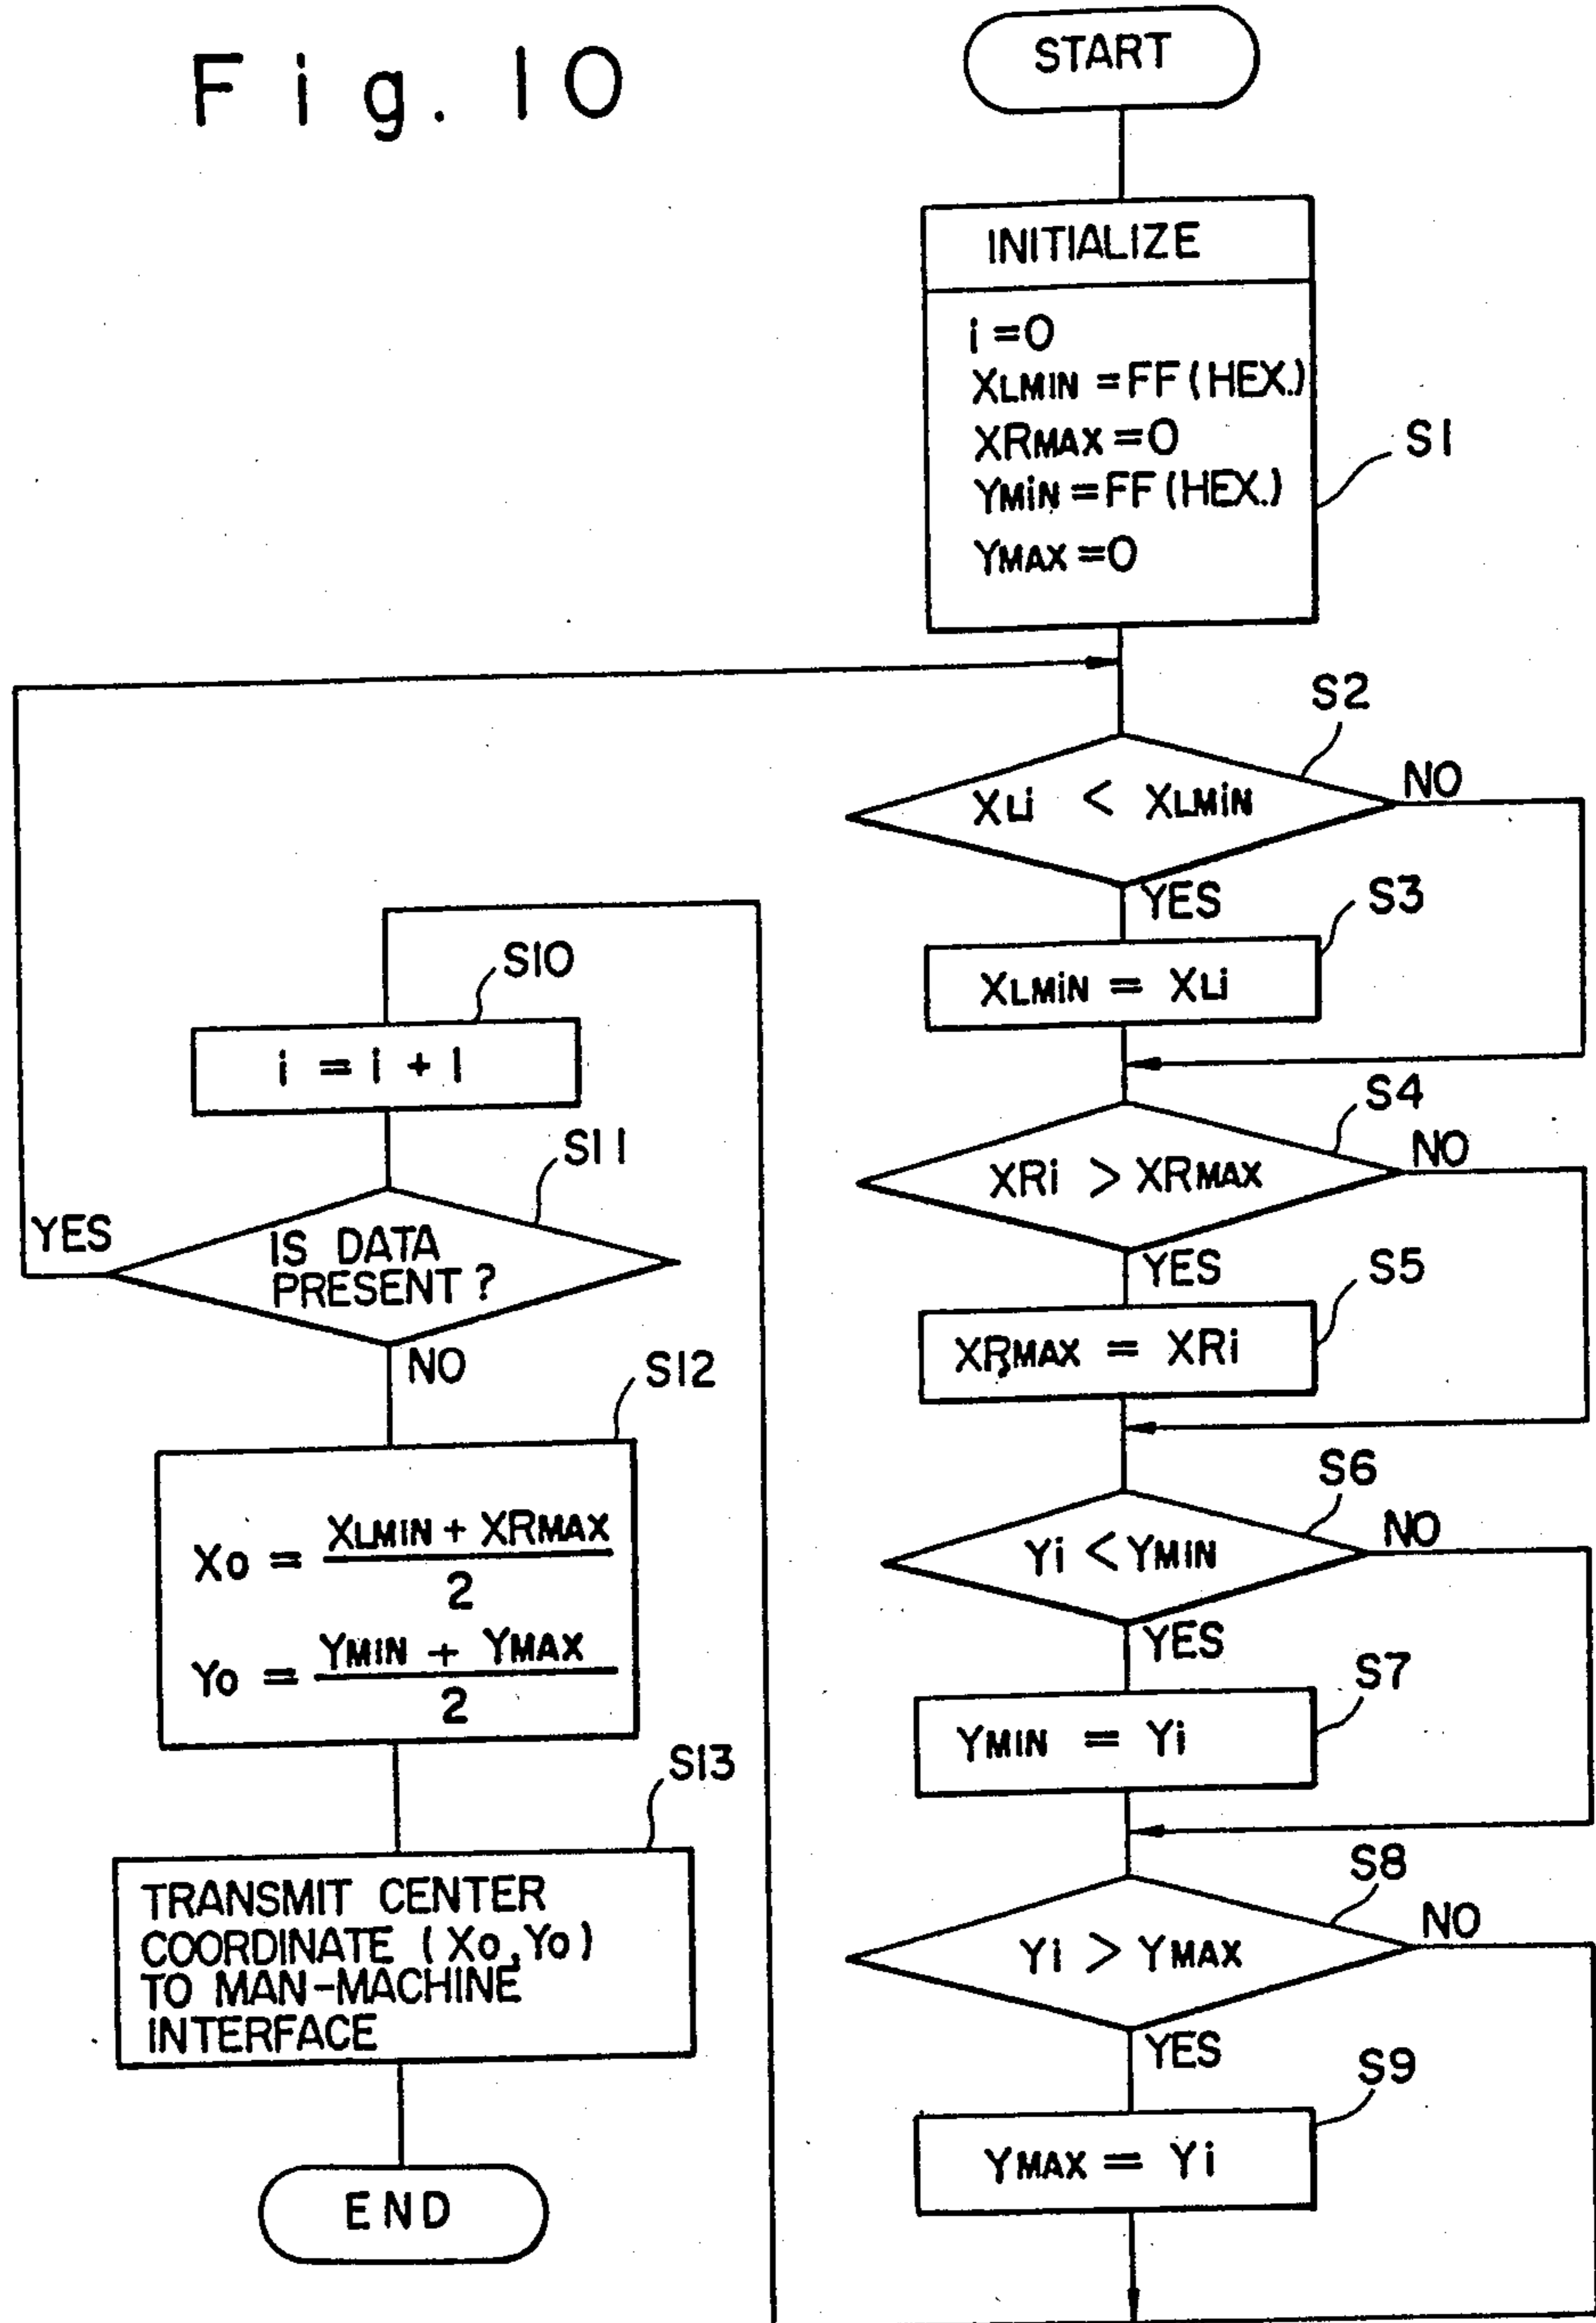 Fig. 10
START
INITIALIZE
i = 0
XLMIN = FF (HEX.)
XRMAX = 0
YMIN = FF (HEX.)
YMAX = 0
S1
S2
XLi < XLMIN
NO
YES
S3
XLMIN = XLi
S4
XRi > XRMAX
NO
YES
S5
XRMAX = XRi
S6
Yi < YMIN
NO
YES
S7
YMIN = Yi
S8
Yi > YMAX
NO
YES
S9
YMAX = Yi
S10
i = i + 1
S11
IS DATA
PRESENT?
YES
NO
S12
Xo = XLMIN + XRMAX / 2
Yo = YMIN + YMAX / 2
S13
TRANSMIT CENTER
COORDINATE (Xo, Yo)
TO MAN-MACHINE
INTERFACE
END